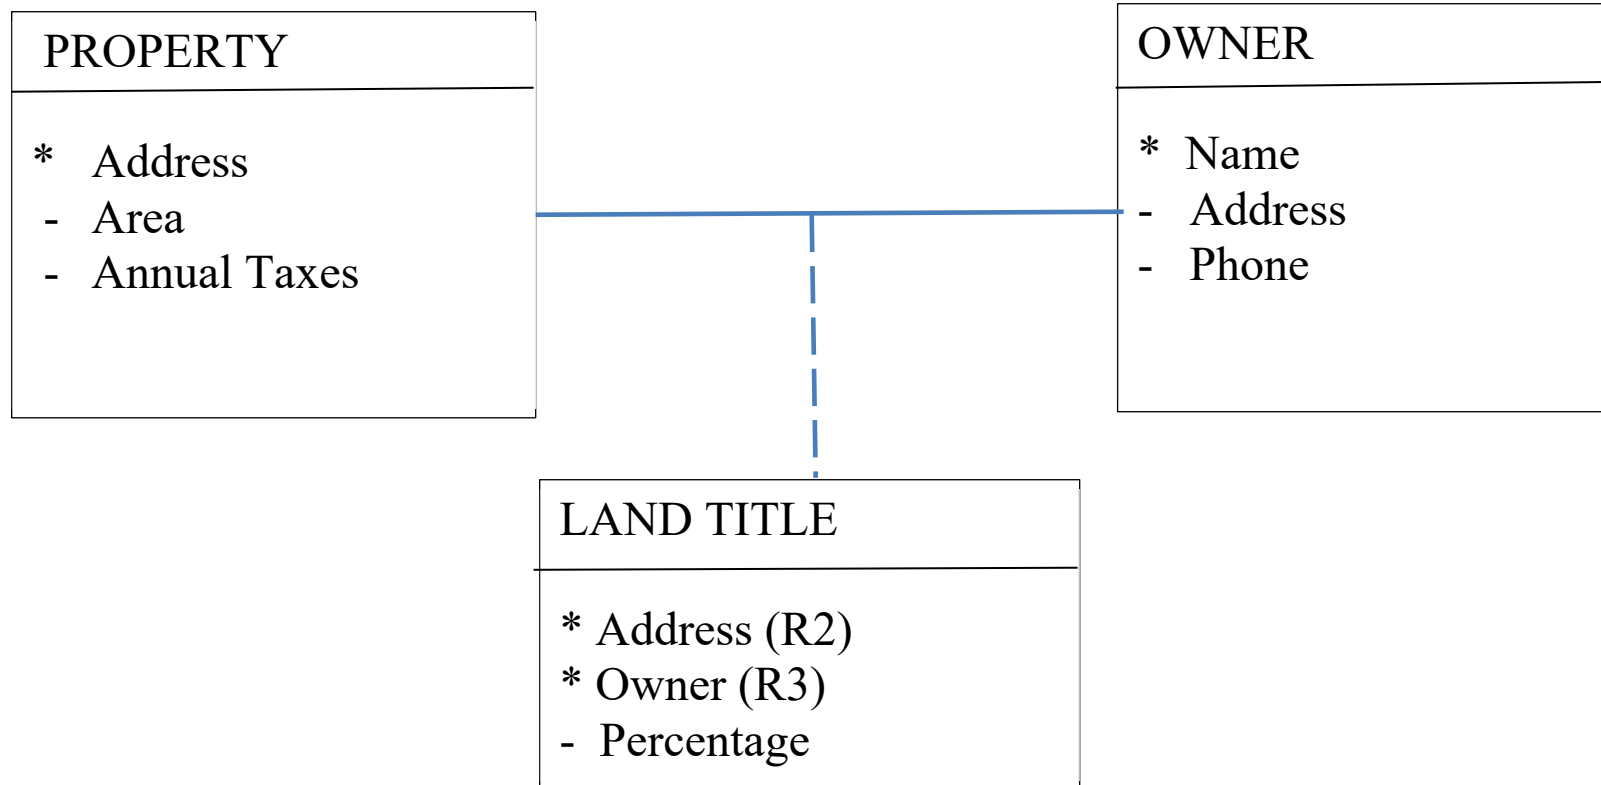 PROPERTY
* Address
- Area
- Annual Taxes
OWNER
* Name
- Address
- Phone
LAND TITLE
* Address (R2)
* Owner (R3)
- Percentage